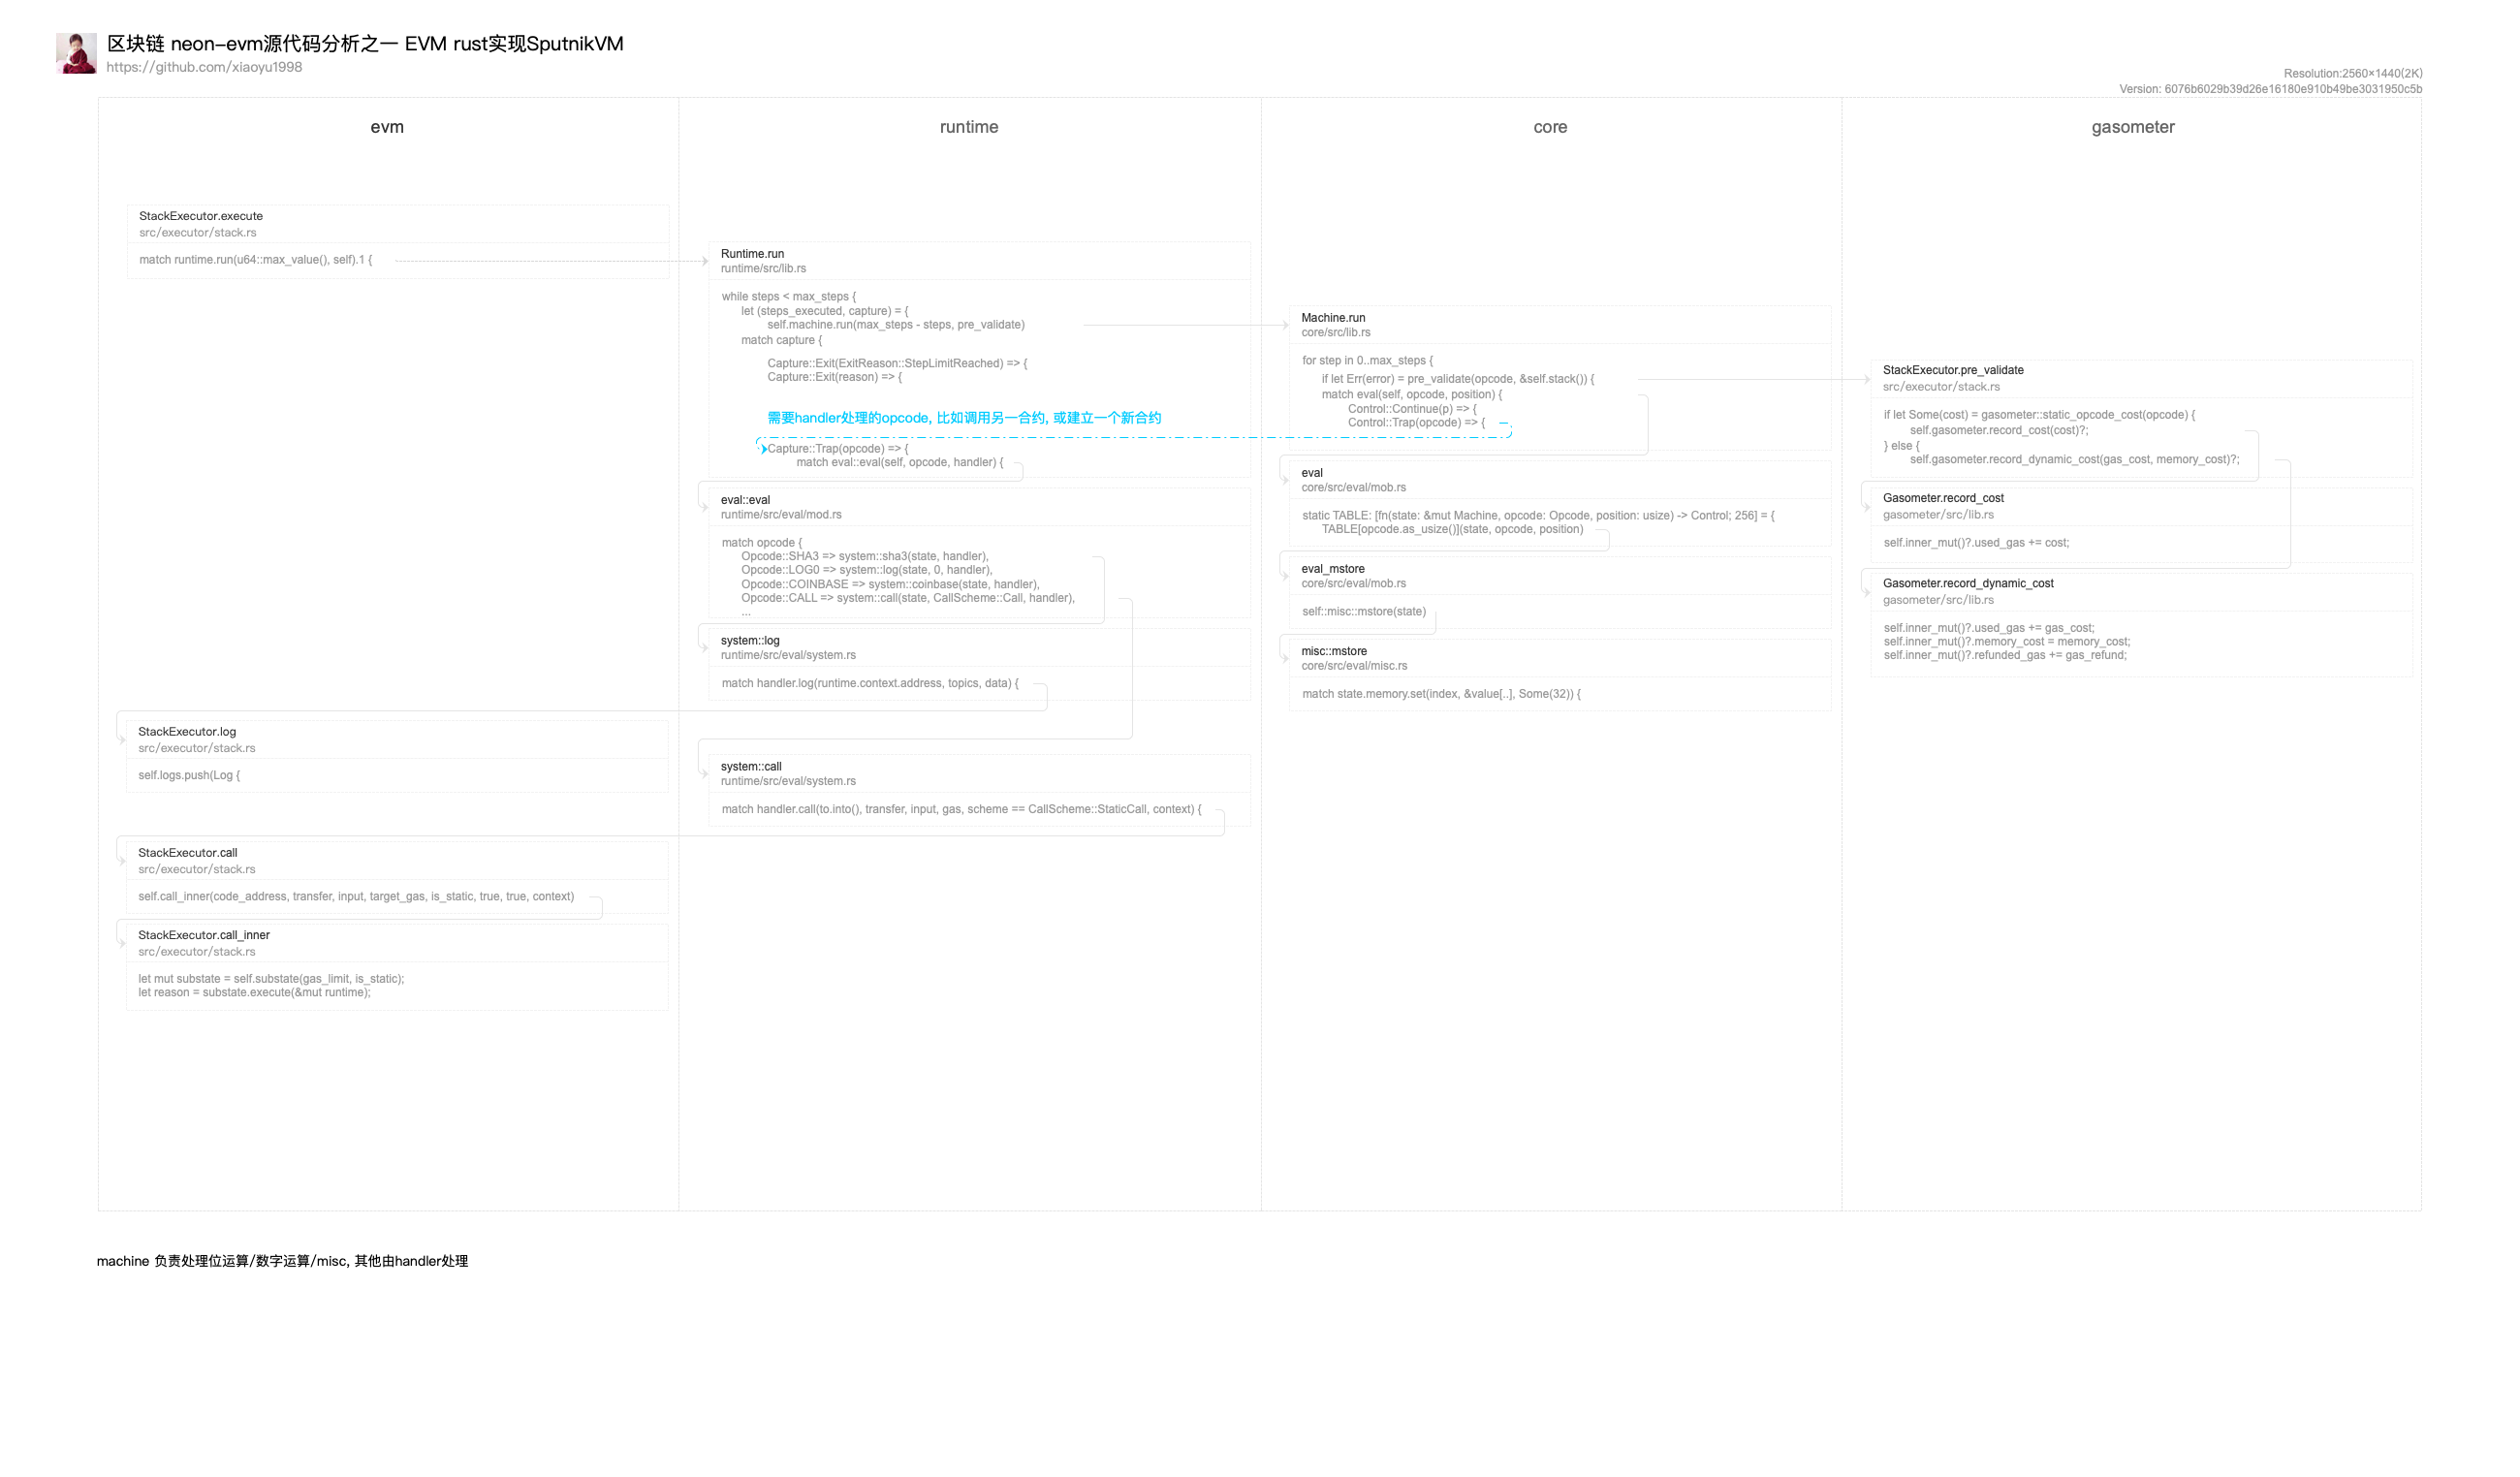 区块链 neon-evm源代码分析之一 EVM rust实现SputnikVM
https://github.com/xiaoyu1998
Resolution:2560×1440(2K)
Version: 6076b6029b39d26e16180e910b49be3031950c5b
evm
StackExecutor.execute
src/executor/stack.rs
match runtime.run(u64::max_value(), self).1 {
StackExecutor.log
src/executor/stack.rs
self.logs.push(Log {
StackExecutor.call
src/executor/stack.rs
self.call_inner(code_address, transfer, input, target_gas, is_static, true, true, context)
StackExecutor.call_inner
src/executor/stack.rs
let mut substate = self.substate(gas_limit, is_static);
let reason = substate.execute(&mut runtime);
runtime
Runtime.run
runtime/src/lib.rs
while steps < max_steps {
let (steps_executed, capture) = {
self.machine.run(max_steps - steps, pre_validate)
match capture {
Capture::Exit(ExitReason::StepLimitReached) => {
Capture::Exit(reason) => {
需要handler处理的opcode, 比如调用另一合约, 或建立一个新合约
Capture::Trap(opcode) => {
match eval::eval(self, opcode, handler) {
eval::eval
runtime/src/eval/mod.rs
match opcode {
Opcode::SHA3 => system::sha3(state, handler),
Opcode::LOG0 => system::log(state, 0, handler),
Opcode::COINBASE => system::coinbase(state, handler),
Opcode::CALL => system::call(state, CallScheme::Call, handler),
...
system::log
runtime/src/eval/system.rs
match handler.log(runtime.context.address, topics, data) {
system::call
runtime/src/eval/system.rs
match handler.call(to.into(), transfer, input, gas, scheme == CallScheme::StaticCall, context) {
core
Machine.run
core/src/lib.rs
for step in 0..max_steps {
if let Err(error) = pre_validate(opcode, &self.stack()) {
match eval(self, opcode, position) {
Control::Continue(p) => {
Control::Trap(opcode) => {
eval
core/src/eval/mob.rs
static TABLE: [fn(state: &mut Machine, opcode: Opcode, position: usize) -> Control; 256] = {
TABLE[opcode.as_usize()](state, opcode, position)
eval_mstore
core/src/eval/mob.rs
self::misc::mstore(state)
misc::mstore
core/src/eval/misc.rs
match state.memory.set(index, &value[..], Some(32)) {
gasometer
StackExecutor.pre_validate
src/executor/stack.rs
if let Some(cost) = gasometer::static_opcode_cost(opcode) {
self.gasometer.record_cost(cost)?;
} else {
self.gasometer.record_dynamic_cost(gas_cost, memory_cost)?;
Gasometer.record_cost
gasometer/src/lib.rs
self.inner_mut()?.used_gas += cost;
Gasometer.record_dynamic_cost
gasometer/src/lib.rs
self.inner_mut()?.used_gas += gas_cost;
self.inner_mut()?.memory_cost = memory_cost;
self.inner_mut()?.refunded_gas += gas_refund;
machine 负责处理位运算/数字运算/misc, 其他由handler处理